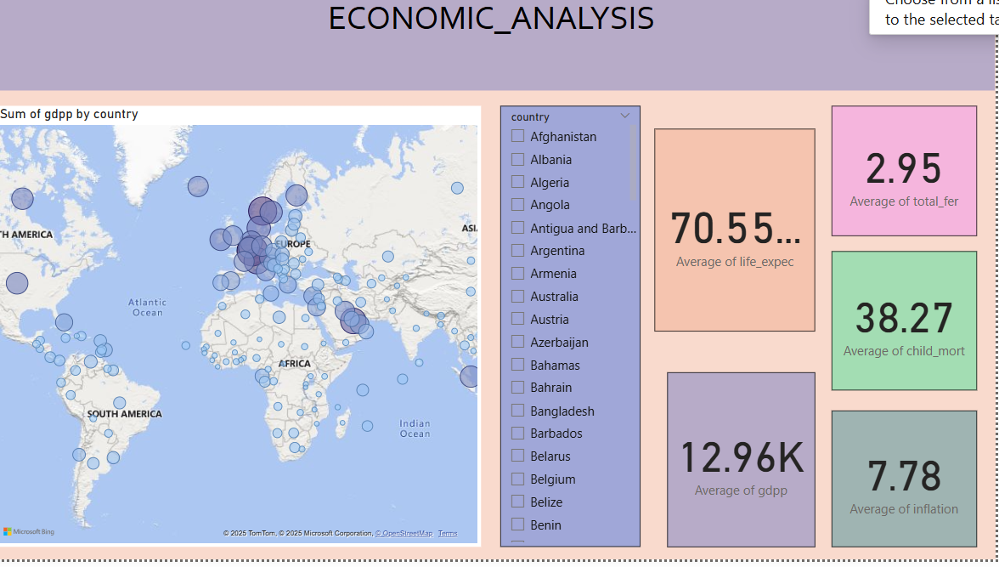 ECONOMIC_ANALYSIS
to the selected ta
Sum of gdpp by country
TH AMERICA
EUROPE
ASI
Atlantic
Ocean
AFRICA
SOUTH AMERICA
Indian
Ocean
Microsoft Bing
© 2025 TomTom, © 2025 Microsoft Corporation, © OpenStreetMap Terms
country
Afghanistan
Albania
Algeria
Angola
Antigua and Barb...
Argentina
Armenia
Australia
Austria
Azerbaijan
Bahamas
Bahrain
Bangladesh
Barbados
Belarus
Belgium
Belize
Benin
70.55...
Average of life_expec
12.96K
Average of gdpp
2.95
Average of total_fer
38.27
Average of child_mort
7.78
Average of inflation